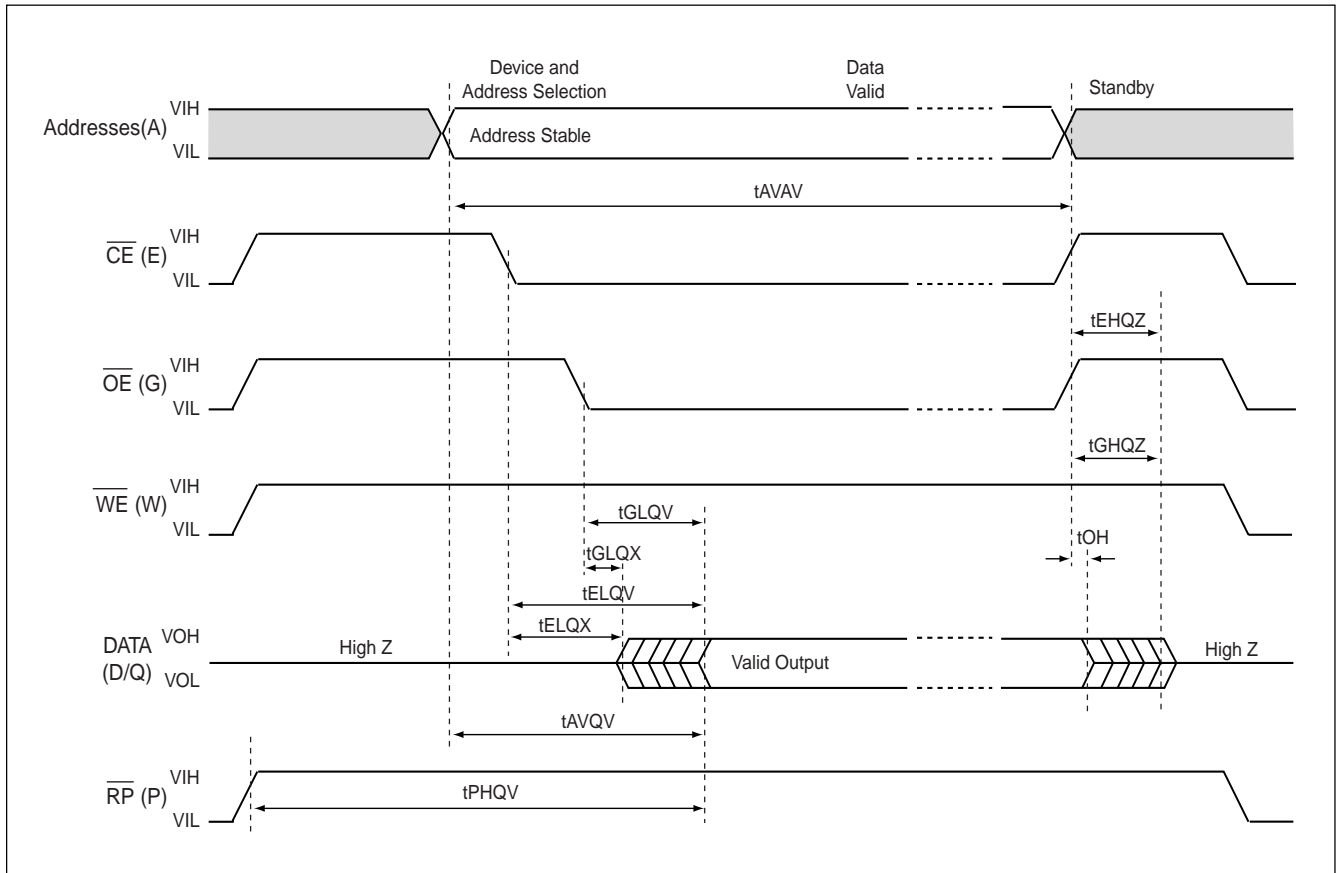 Device and
Address Selection
Data
Valid
Standby
Addresses(A)
VIH
VIL
Address Stable
tAVAV
CE (E)
VIH
VIL
tEHQZ
OE (G)
VIH
VIL
tGHQZ
WE (W)
VIH
VIL
tGLQV
tOH
tGLQX
tELQV
tELQX
DATA
(D/Q)
VOH
VOL
High Z
Valid Output
High Z
tAVQV
RP (P)
VIH
VIL
tPHQV